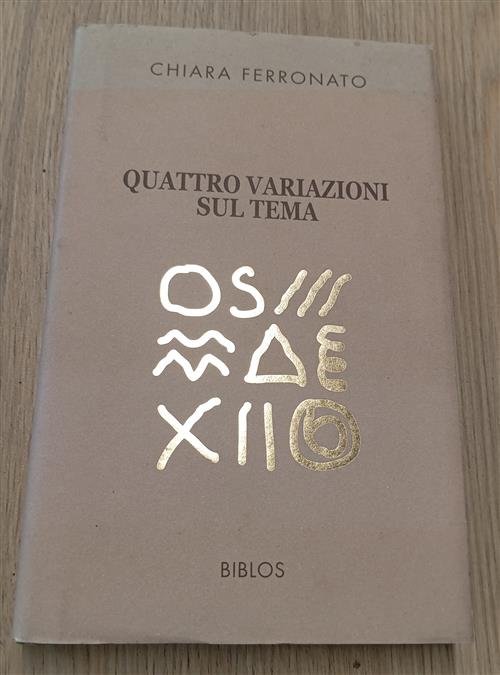 CHIARA FERRONATO
QUATTRO VARIAZIONI
SUL TEMA
BIBLOS